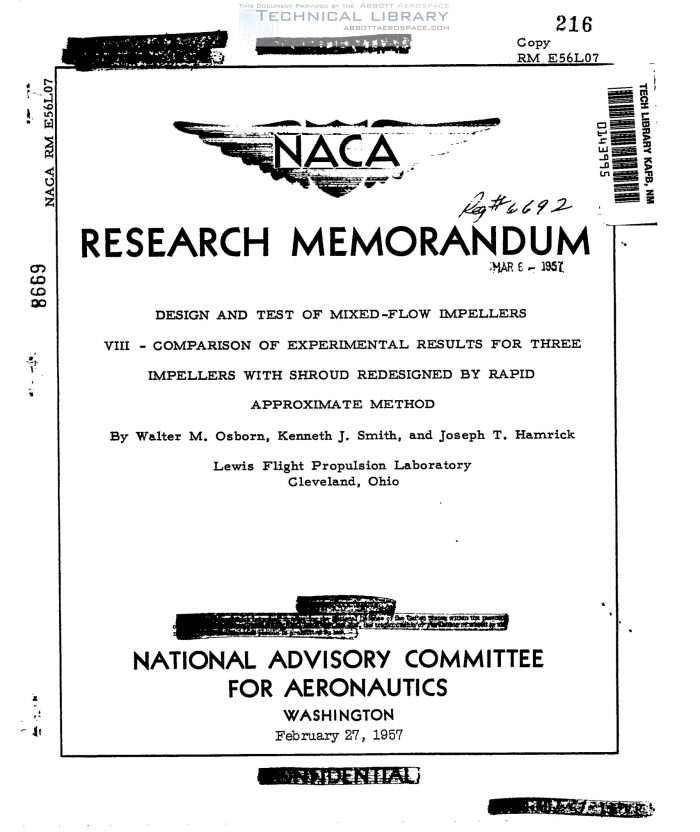 THIS DOCUMENT PROVIDED BY THE ABBOTT AEROSPACE
TECHNICAL LIBRARY
ABBOTTAEROSPACE.COM
216
Copy
RM E56L07
NACA RM E56L07
TECH LIBRARY KAFB, NM
0143995
NACA
Reg# 6692
RESEARCH MEMORANDUM
MAR 1957
6698
DESIGN AND TEST OF MIXED-FLOW IMPELLERS
VIII - COMPARISON OF EXPERIMENTAL RESULTS FOR THREE
IMPELLERS WITH SHROUD REDESIGNED BY RAPID
APPROXIMATE METHOD
By Walter M. Osborn, Kenneth J. Smith, and Joseph T. Hamrick
Lewis Flight Propulsion Laboratory
Cleveland, Ohio
NATIONAL ADVISORY COMMITTEE
FOR AERONAUTICS
WASHINGTON
February 27, 1957